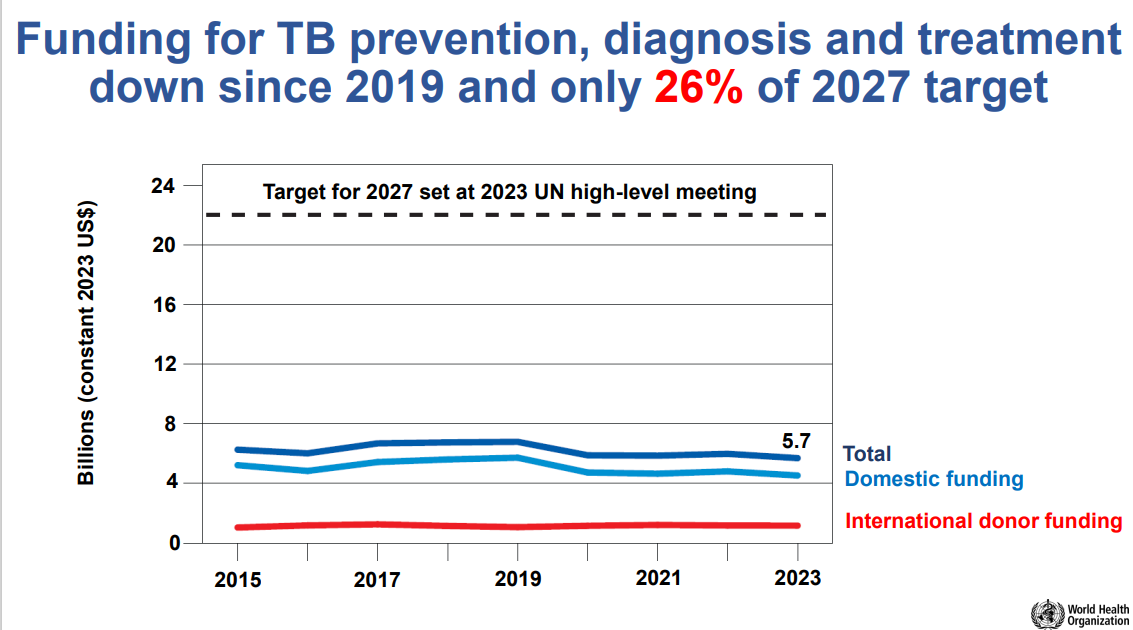 Funding for TB prevention, diagnosis and treatment
down since 2019 and only 26% of 2027 target
Target for 2027 set at 2023 UN high-level meeting
Billions (constant 2023 US$)
24
20
16
12
8
4
0
5.7
Total
Domestic funding
International donor funding
2015
2017
2019
2021
2023
World Health
Organization